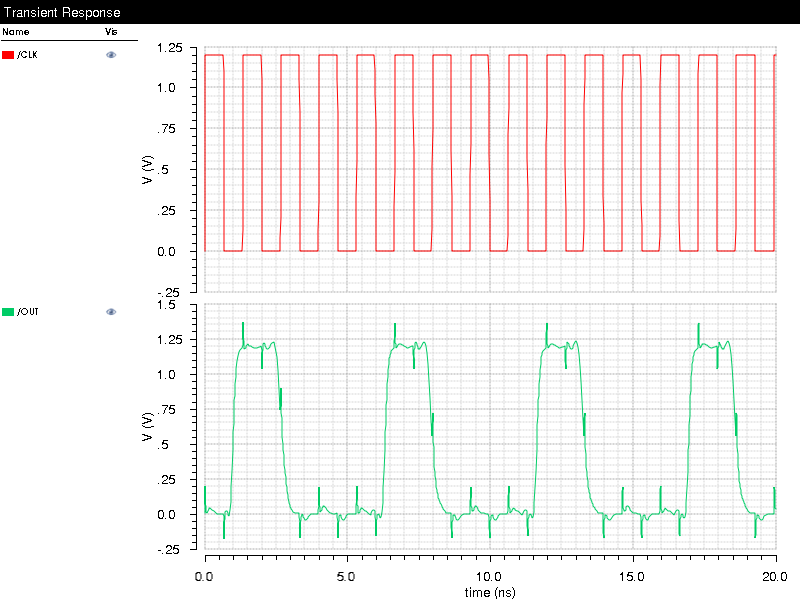 Transient Response
Name Vis
/CLK
/OUT
1.25
1.0
.75
.5
.25
0.0
-.25
V (V)
1.5
1.25
1.0
.75
.5
.25
0.0
-.25
V (V)
0.0 5.0 10.0 15.0 20.0
time (ns)